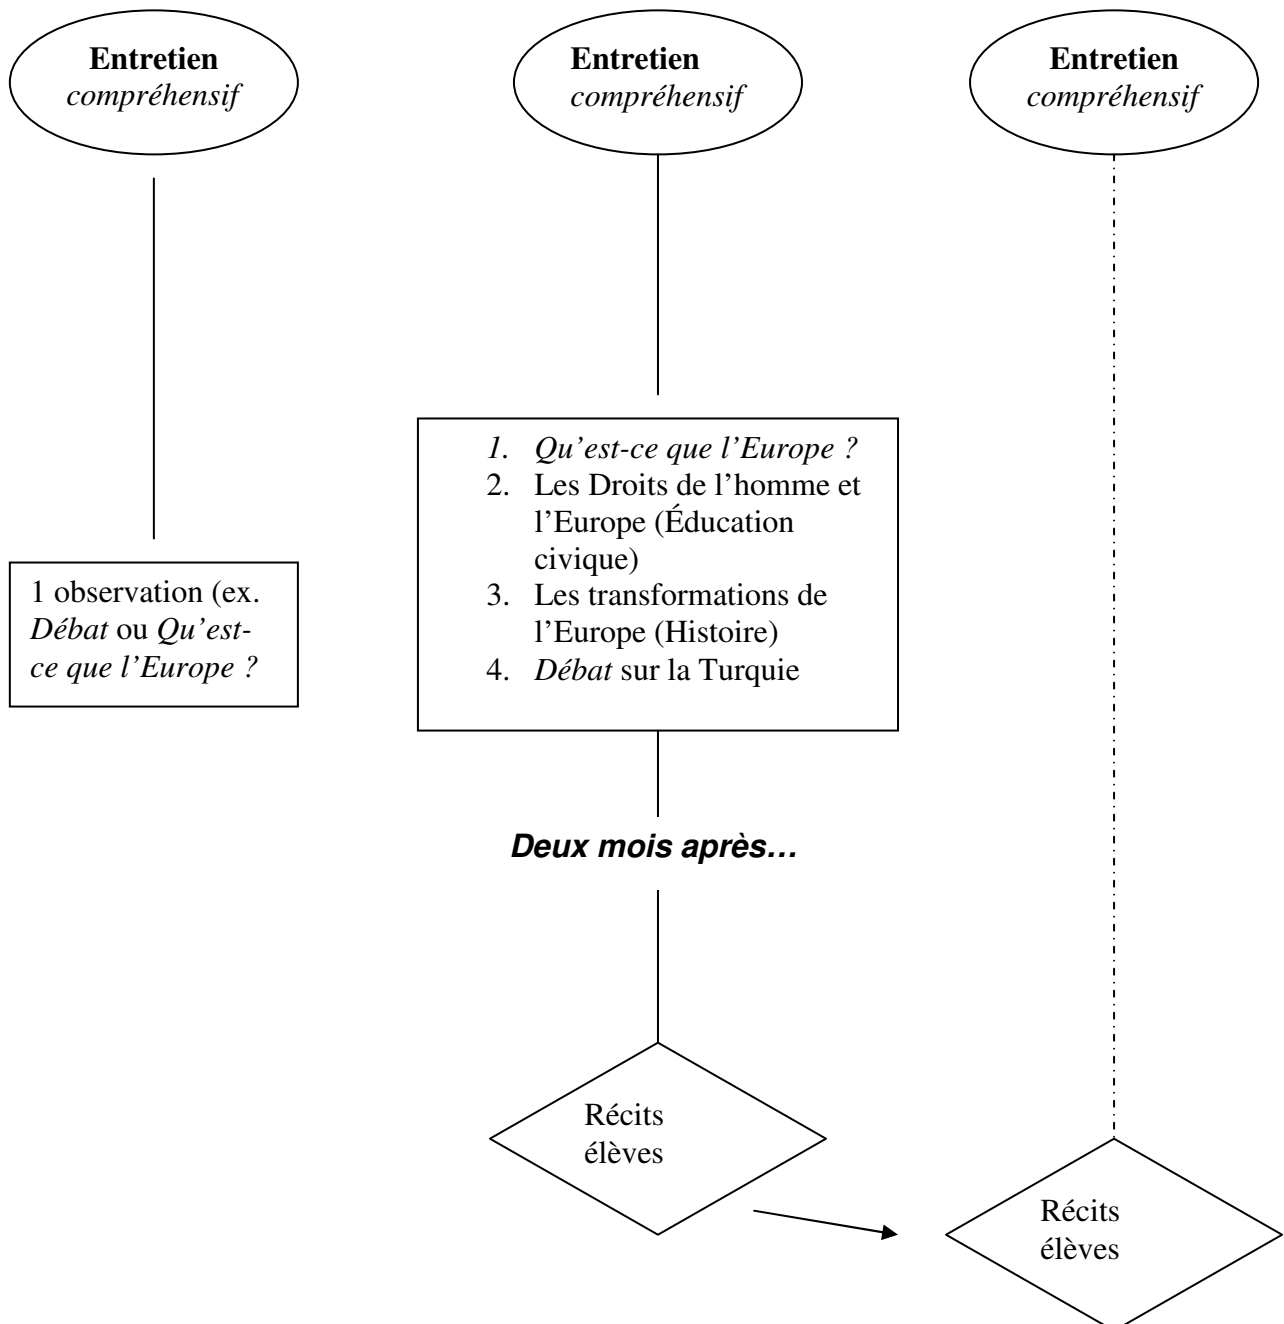 Entretien
compréhensif
Entretien
compréhensif
Entretien
compréhensif
1 observation (ex.
Débat ou Qu’est-
ce que l’Europe ?
1. Qu’est-ce que l’Europe ?
2. Les Droits de l’homme et
l’Europe (Éducation
civique)
3. Les transformations de
l’Europe (Histoire)
4. Débat sur la Turquie
Deux mois après…
Récits
élèves
Récits
élèves